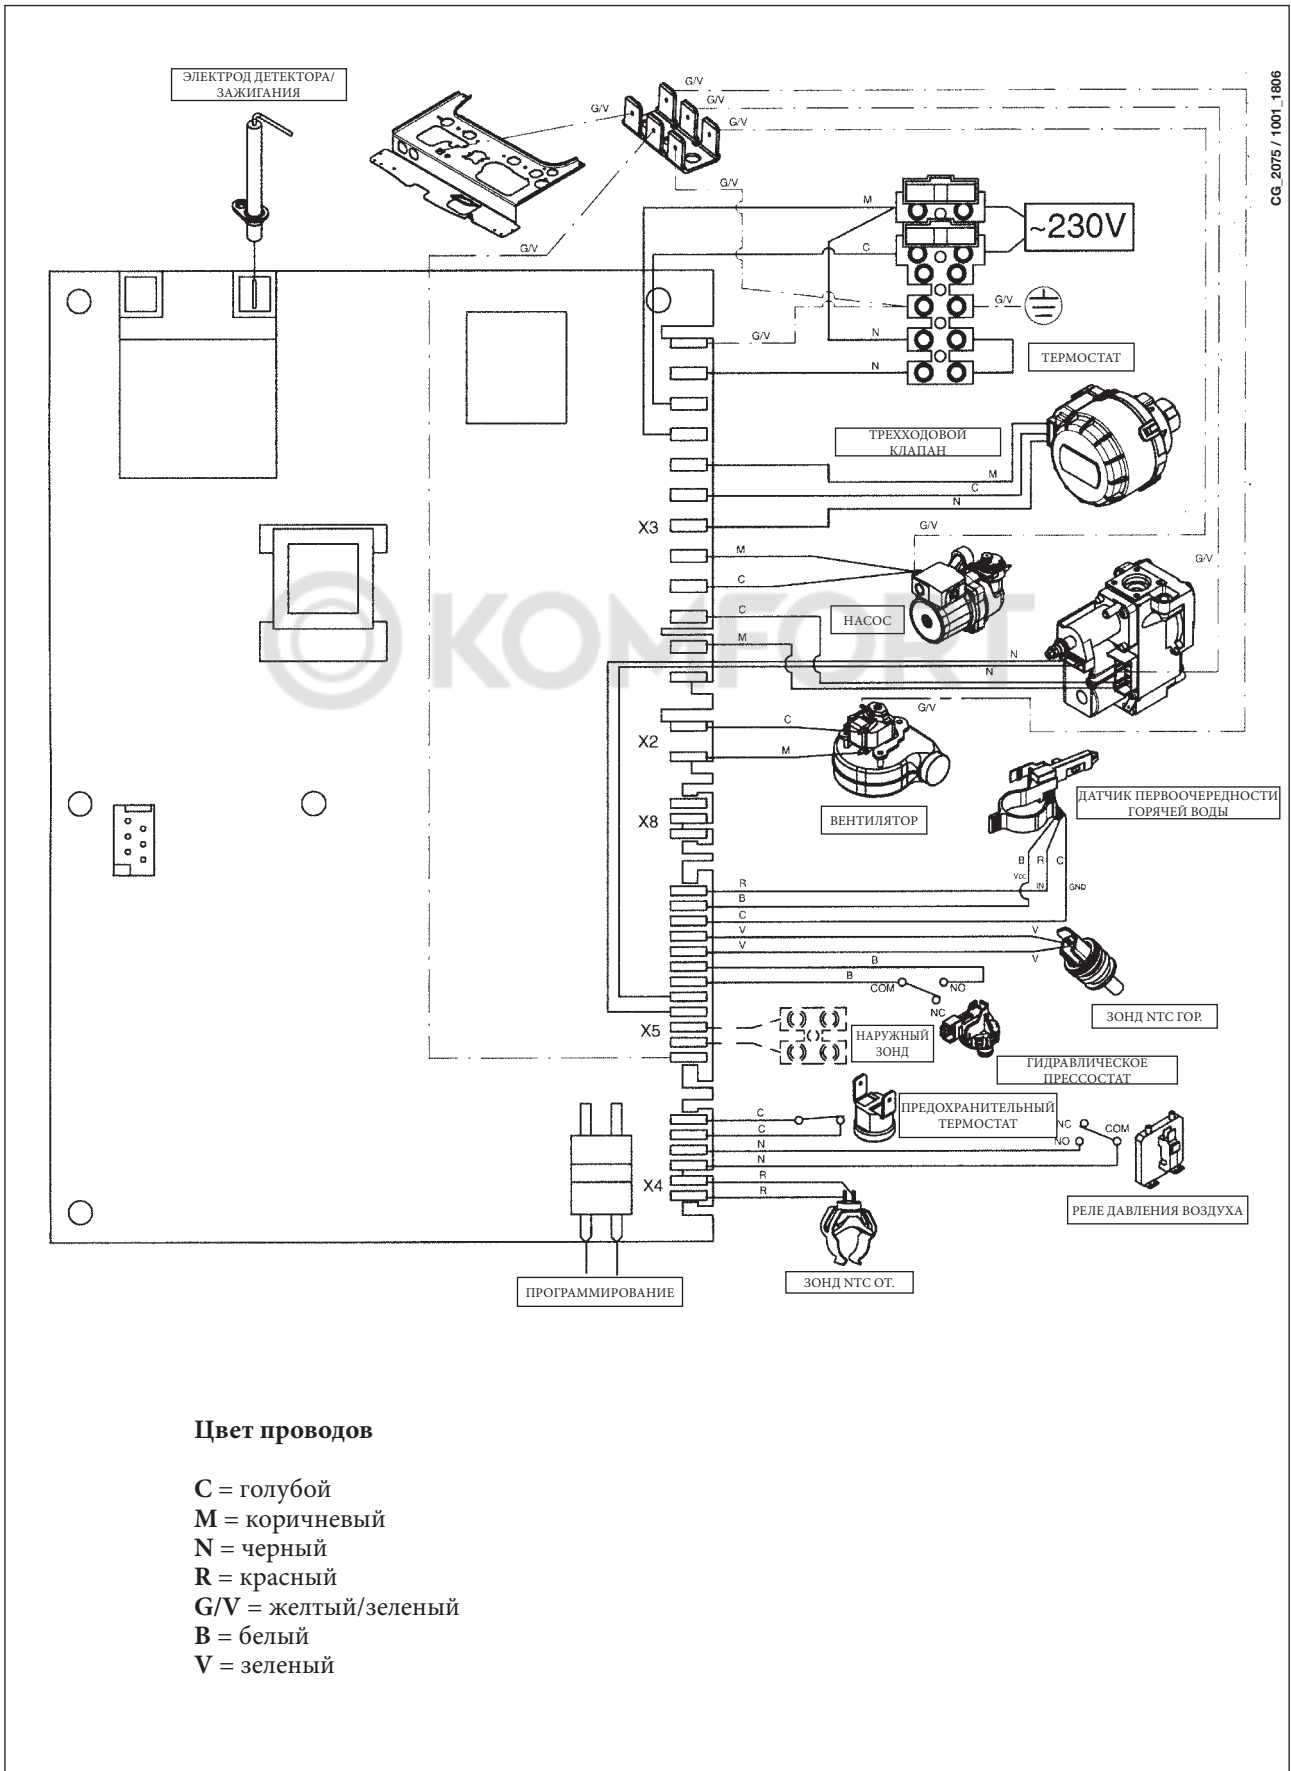 ЭЛЕКТРОД ДЕТЕКТОРА/
ЗАЖИГАНИЯ
G/V
G/V
G/V
G/V
G/V
G/V
CG_2075 / 1001_1806
M
C
~230V
G/V
G/V
N
N
ТЕРМОСТАТ
ТРЕХХОДОВОЙ
КЛАПАН
M
C
N
X3
G/V
G/V
M
C
НАСОС
C
M
N
N
KOMFORT
G/V
X2
C
M
ВЕНТИЛЯТОР
ДАТЧИК ПЕРВООЧЕРЕДНОСТИ
ГОРЯЧЕЙ ВОДЫ
X8
B R C
VDC
IN
GND
R
B
C
V
V
V
V
ЗОНД NTC ГОР.
B
B
COM
NO
NC
X5
НАРУЖНЫЙ
ЗОНД
ГИДРАВЛИЧЕСКОЕ
ПРЕССОСТАТ
ПРЕДОХРАНИТЕЛЬНЫЙ
ТЕРМОСТАТ
C
C
N
N
R
R
NC
NO
COM
X4
РЕЛЕ ДАВЛЕНИЯ ВОЗДУХА
ЗОНД NTC ОТ.
ПРОГРАММИРОВАНИЕ
Цвет проводов
C = голубой
M = коричневый
N = черный
R = красный
G/V = желтый/зеленый
B = белый
V = зеленый